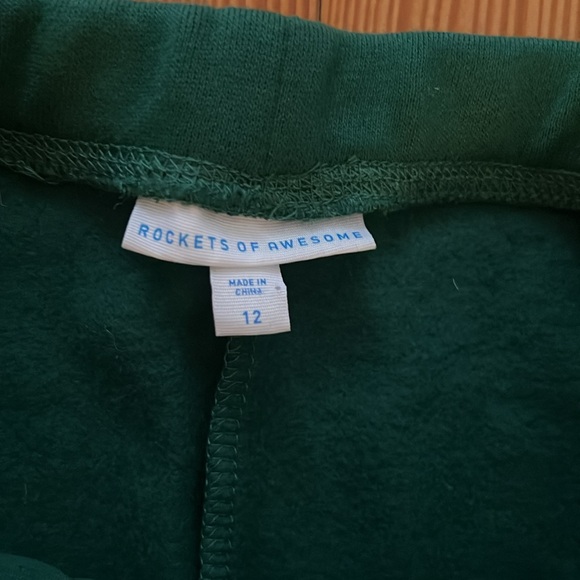 ROCKETS OF AWESOME
MADE IN
CHINA
12